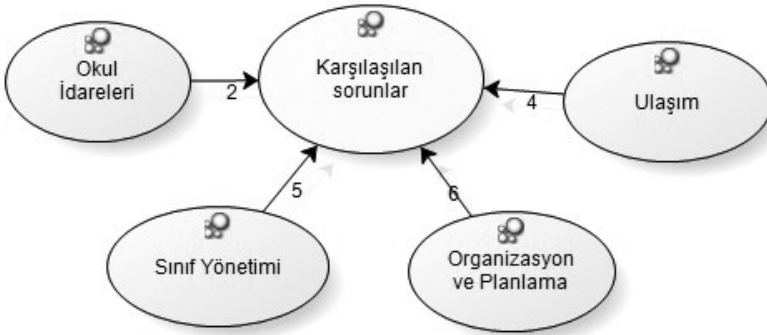 Okul
İdareleri
2
Karşılaşılan
sorunlar
4
Ulaşım
5
6
Sınıf Yönetimi
Organizasyon
ve Planlama